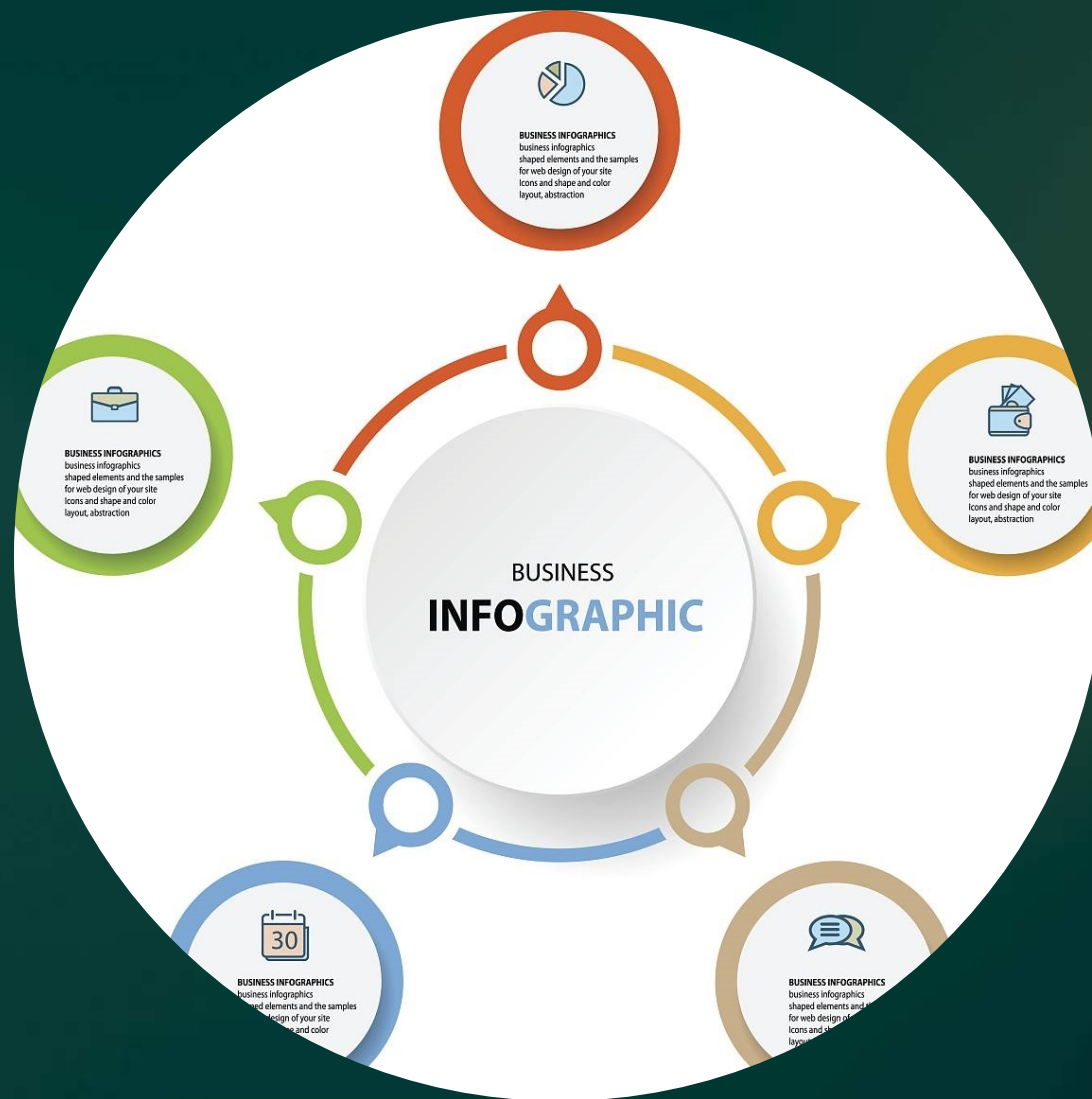 BUSINESS INFOGRAPHICS
business infographics
shaped elements and the samples
for web design of your site
Icons and shape and color
layout, abstraction
BUSINESS INFOGRAPHICS
business infographics
shaped elements and the samples
for web design of your site
Icons and shape and color
layout, abstraction
BUSINESS INFOGRAPHICS
business infographics
shaped elements and the samples
for web design of your site
Icons and shape and color
layout, abstraction
BUSINESS
INFOGRAPHIC
30
BUSINESS INFOGRAPHICS
business infographics
elements and the samples
design of your site
and color
BUSINESS INFOGRAPHICS
business infographics
shaped elements and
for web design of
Icons and